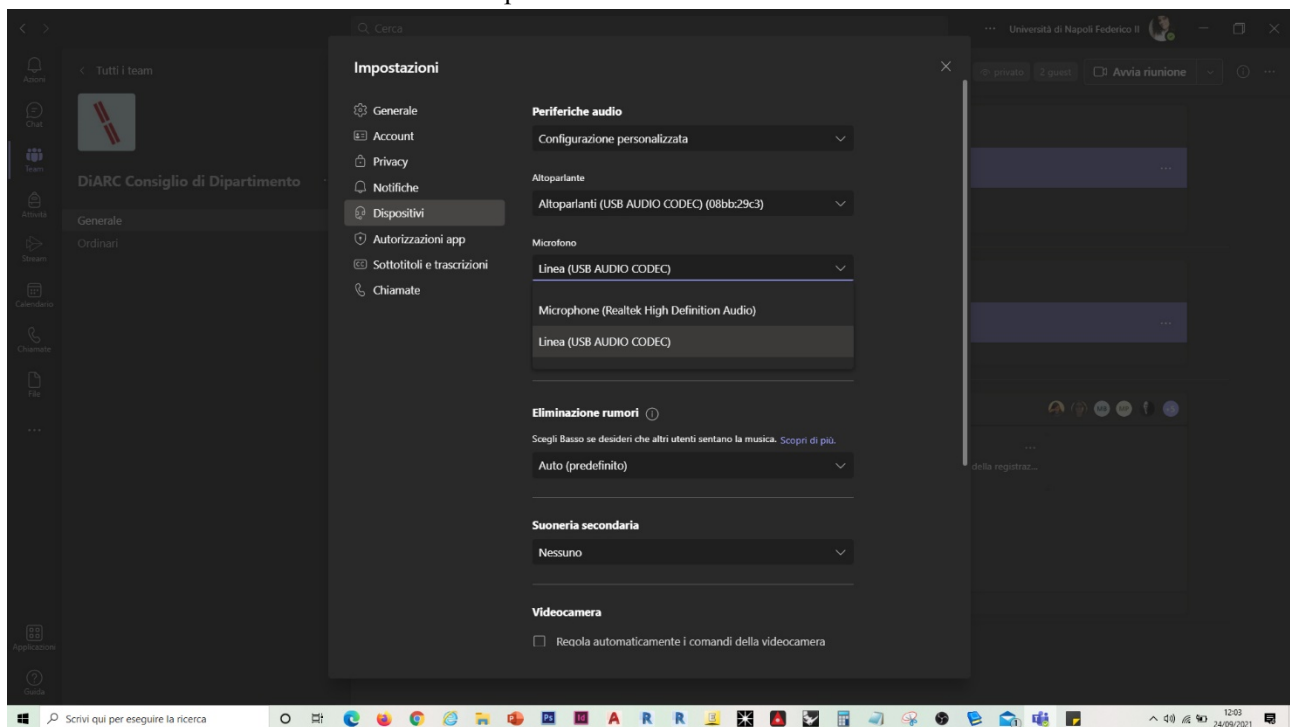 Cerca
Università di Napoli Federico II
Azioni
Chat
Team
Attività
Stream
Calendario
Chiamate
File
Applicazioni
Guida
Tutti i team
DiARC Consiglio di Dipartimento
Generale
Ordinari
privato
2 guest
Avvia riunione
Impostazioni
Generale
Account
Privacy
Notifiche
Dispositivi
Autorizzazioni app
Sottotitoli e trascrizioni
Chiamate
Periferiche audio
Configurazione personalizzata
Altoparlante
Altoparlanti (USB AUDIO CODEC) (08bb:29c3)
Microfono
Linea (USB AUDIO CODEC)
Microphone (Realtek High Definition Audio)
Linea (USB AUDIO CODEC)
Eliminazione rumori
Scegli Basso se desideri che altri utenti sentano la musica. Scopri di più.
Auto (predefinito)
Suoneria secondaria
Nessuno
Videocamera
Regola automaticamente i comandi della videocamera
della registraz...
+5
Scrivi qui per eseguire la ricerca
12:03
24/09/2021